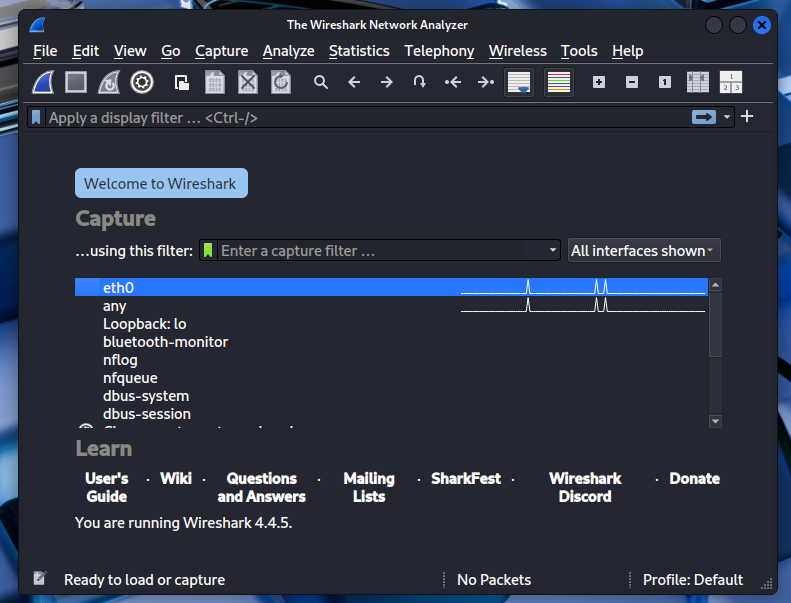 The Wireshark Network Analyzer
File Edit View Go Capture Analyze Statistics Telephony Wireless Tools Help
Apply a display filter … <Ctrl-/>
Welcome to Wireshark
Capture
…using this filter: Enter a capture filter … All interfaces shown
eth0
any
Loopback: lo
bluetooth-monitor
nflog
nfqueue
dbus-system
dbus-session
Learn
User's Guide · Wiki · Questions and Answers · Mailing Lists · SharkFest · Wireshark Discord · Donate
You are running Wireshark 4.4.5.
Ready to load or capture No Packets Profile: Default